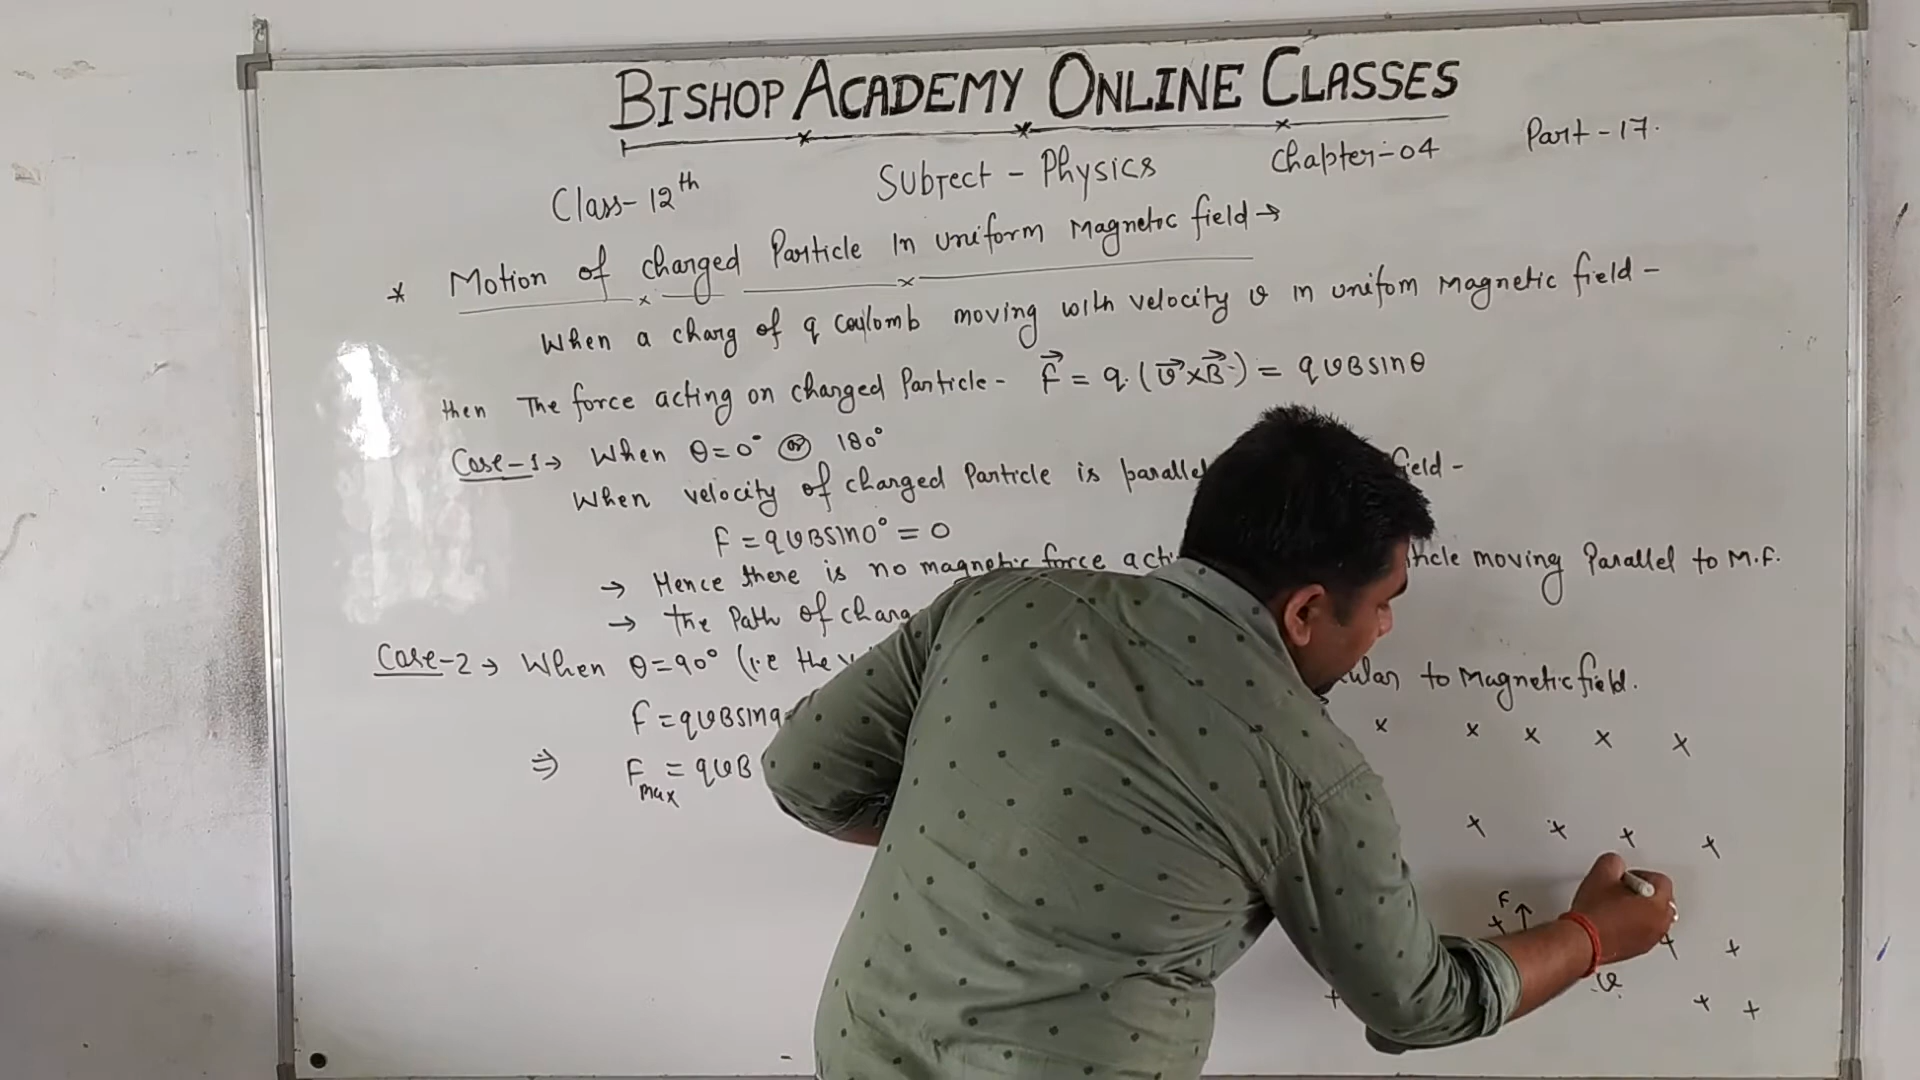 BISHOP ACADEMY ONLINE CLASSES
Class-12th Subject - Physics Chapter-04 Part-17.
* Motion of charged Particle In uniform Magnetic field →
When a charg of q coulomb moving with velocity v in unifom Magnetic field -
then The force acting on charged Particle - F⃗ = q.(v⃗×B⃗) = qvBsinθ
Case-1→ When θ=0° or 180°
When velocity of charged Particle is paralle field -
F = qvBsin0° = 0
→ Hence there is no magnetic force acti ticle moving Parallel to M.F.
→ The Path of charg
Case-2→ When θ=90° (i.e the v ular to Magnetic field.
F = qvBsin9
⇒ Fmax = qvB
x x x x x
+ + + +
F
+ + +
v
+ + +